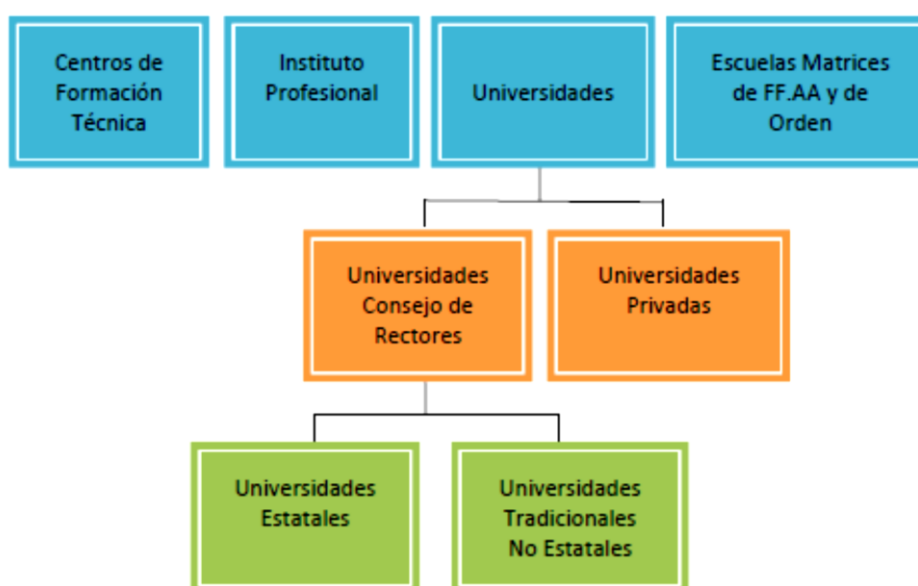 Centros de
Formación
Técnica
Instituto
Profesional
Universidades
Escuelas Matrices
de FF.AA y de
Orden
Universidades
Consejo de
Rectores
Universidades
Privadas
Universidades
Estatales
Universidades
Tradicionales
No Estatales